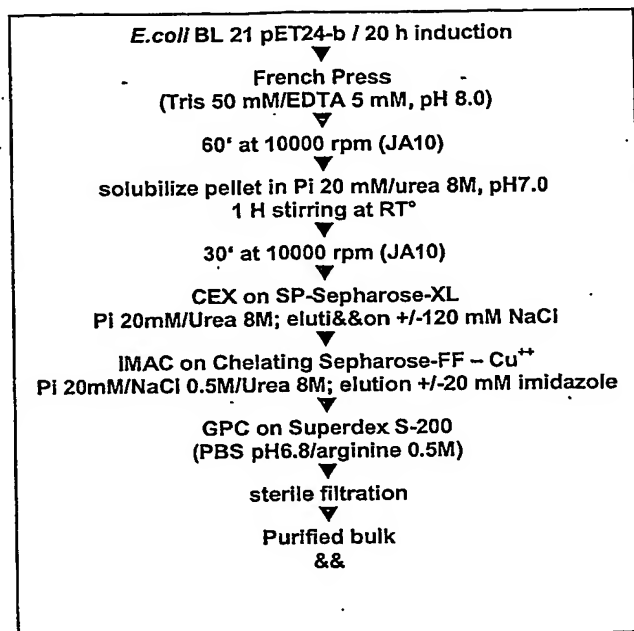 E.coli BL 21 pET24-b / 20 h induction
French Press
(Tris 50 mM/EDTA 5 mM, pH 8.0)
60' at 10000 rpm (JA10)
solubilize pellet in Pi 20 mM/urea 8M, pH7.0
1 H stirring at RT°
30' at 10000 rpm (JA10)
CEX on SP-Sepharose-XL
Pi 20mM/Urea 8M; eluti&&on +/-120 mM NaCl
IMAC on Chelating Sepharose-FF – Cu⁺⁺
Pi 20mM/NaCl 0.5M/Urea 8M; elution +/-20 mM imidazole
GPC on Superdex S-200
(PBS pH6.8/arginine 0.5M)
sterile filtration
Purified bulk
&&